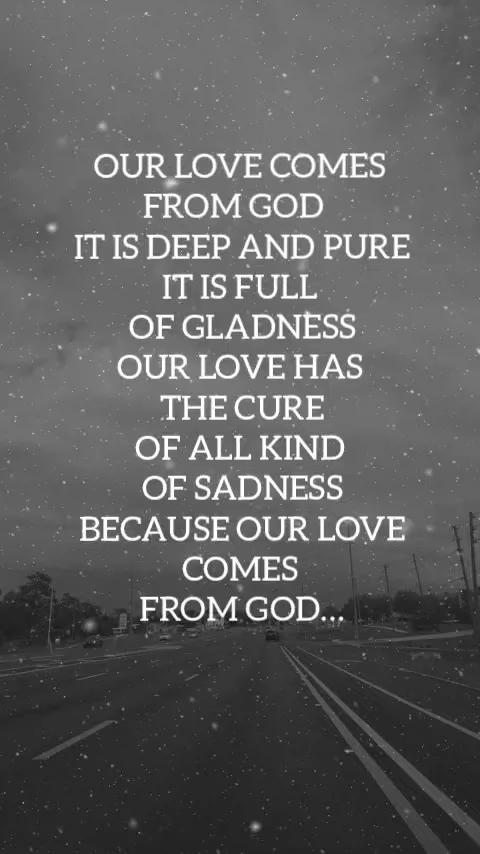 OUR LOVE COMES
FROM GOD
IT IS DEEP AND PURE
IT IS FULL
OF GLADNESS
OUR LOVE HAS
THE CURE
OF ALL KIND
OF SADNESS
BECAUSE OUR LOVE
COMES
FROM GOD...